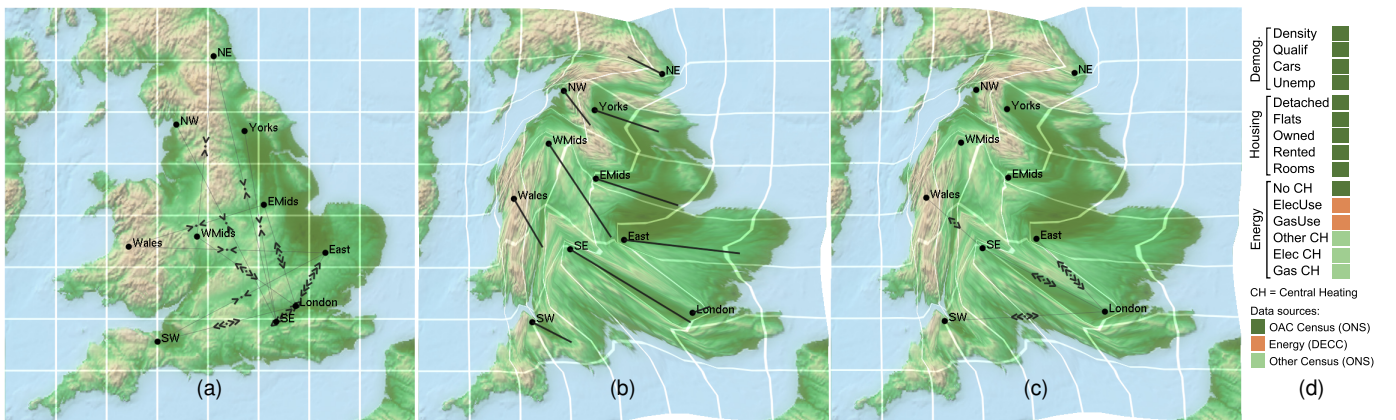 NE
NW
Yorks
EMids
WMids
Wales
East
London
SE
SW
(a)
NE
NW
Yorks
WMids
EMids
Wales
East
SE
London
SW
(b)
NE
NW
Yorks
WMids
EMids
Wales
East
SE
London
SW
(c)
Demog.
Density
Qualif
Cars
Unemp
Housing
Detached
Flats
Owned
Rented
Rooms
Energy
No CH
ElecUse
GasUse
Other CH
Elec CH
Gas CH
CH = Central Heating
Data sources:
OAC Census (ONS)
Energy (DECC)
Other Census (ONS)
(d)